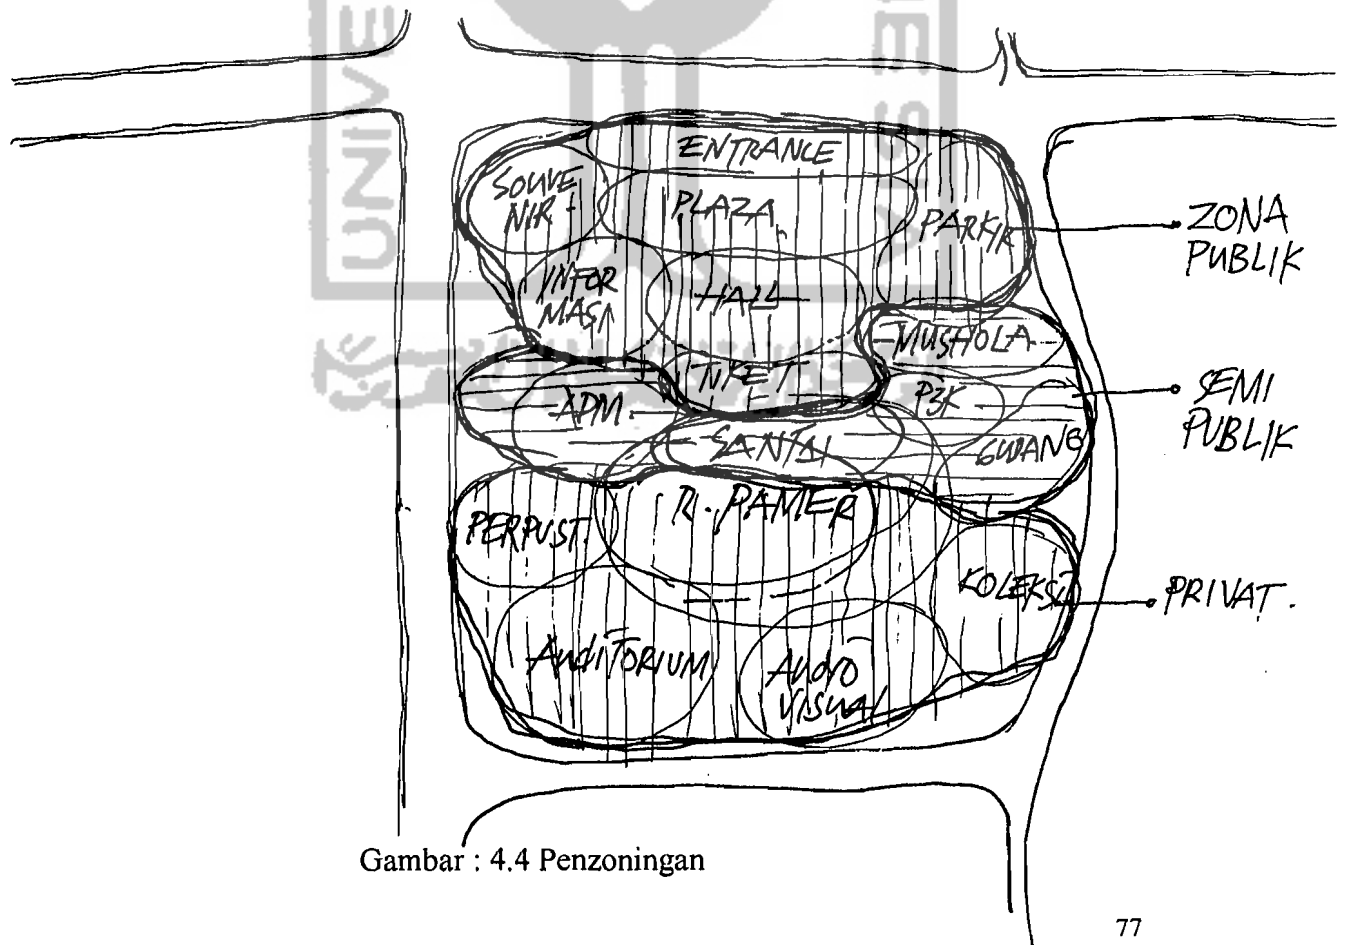 ENTRANCE
SOUVE
NIR
PLAZA
PARKIR
ZONA
PUBLIK
INFOR
MASI
HALL
MUSHOLA
P3K
SEMI
PUBLIK
ADM.
SANTAI
GUDANG
R. PAMER
PERPUST.
KOLEKSI
PRIVAT.
AUDITORIUM
AUDIO
VISUAL
Gambar : 4.4 Penzoningan
77
UNIVE